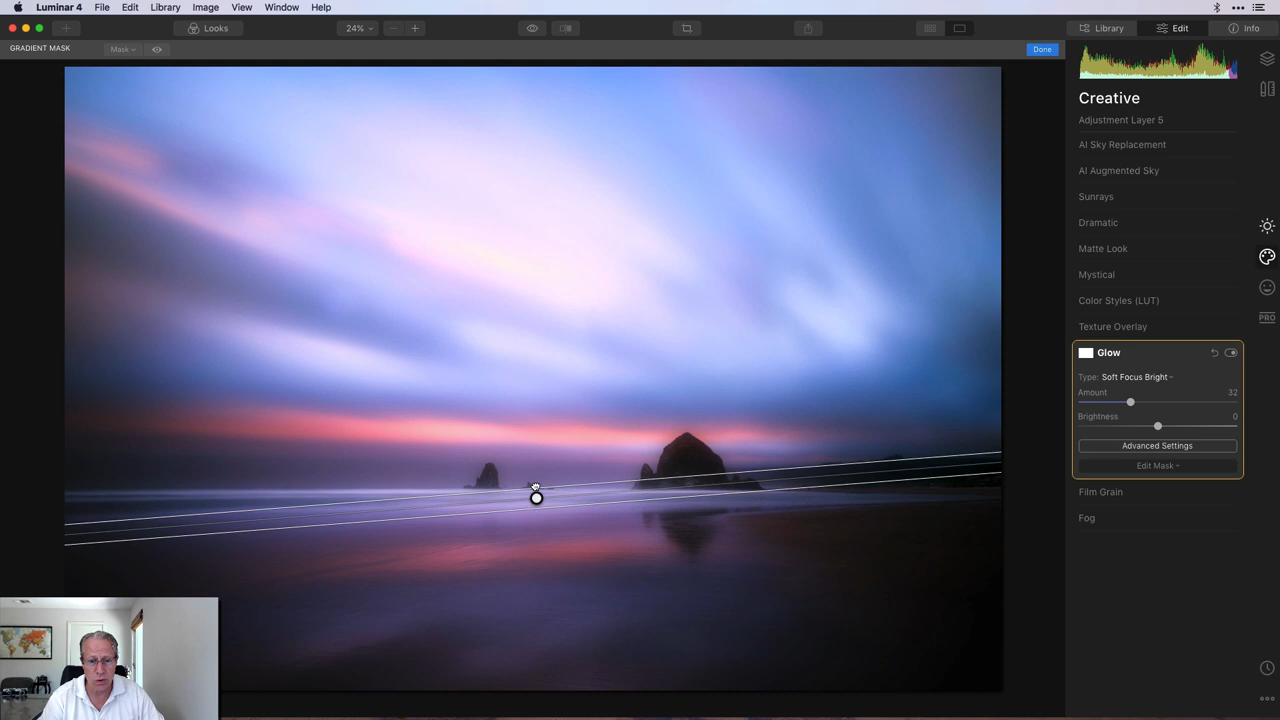 Luminar 4 File Edit Library Image View Window Help
Looks 24% Library Edit Info
GRADIENT MASK Mask Done
Creative
Adjustment Layer 5
AI Sky Replacement
AI Augmented Sky
Sunrays
Dramatic
Matte Look
Mystical
Color Styles (LUT)
Texture Overlay
Glow
Type: Soft Focus Bright
Amount 32
Brightness 0
Advanced Settings
Edit Mask
Film Grain
Fog
PRO